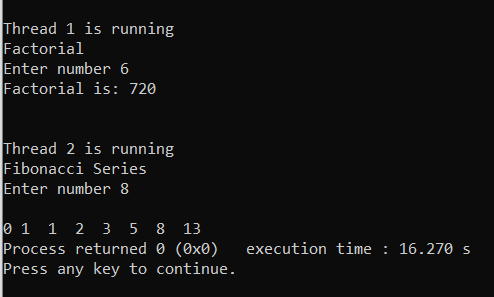 Thread 1 is running
Factorial
Enter number 6
Factorial is: 720
Thread 2 is running
Fibonacci Series
Enter number 8
0 1  1  2  3  5  8  13
Process returned 0 (0x0)   execution time : 16.270 s
Press any key to continue.